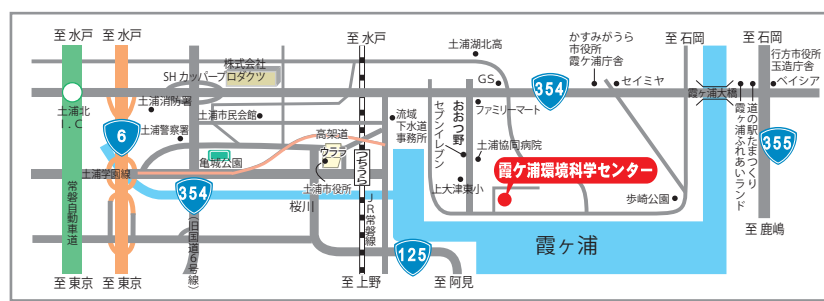 至 水戸
至 水戸
至 水戸
至 石岡
至 石岡
土浦湖北高
かすみがうら
市役所
霞ヶ浦庁舎
行方市役所
玉造庁舎
株式会社
SHカッパープロダクツ
GS
354
セイミヤ
ベイシア
土浦北
I.C
土浦消防署
土浦市民会館
流域
下水道
事務所
セブンイレブン
おおつ野
ファミリーマート
霞ヶ浦大橋
霞ヶ浦ふれあいランド
道の駅たまつくり
6
土浦警察署
高架道
355
亀城公園
ウララ
つちうら
土浦協同病院
土浦学園線
土浦市役所
霞ケ浦環境科学センター
上大津東小
354
歩崎公園
常磐自動車道
(旧国道6号線)
桜川
JR常磐線
至 鹿嶋
霞ヶ浦
125
至 東京
至 東京
至 上野
至 阿見